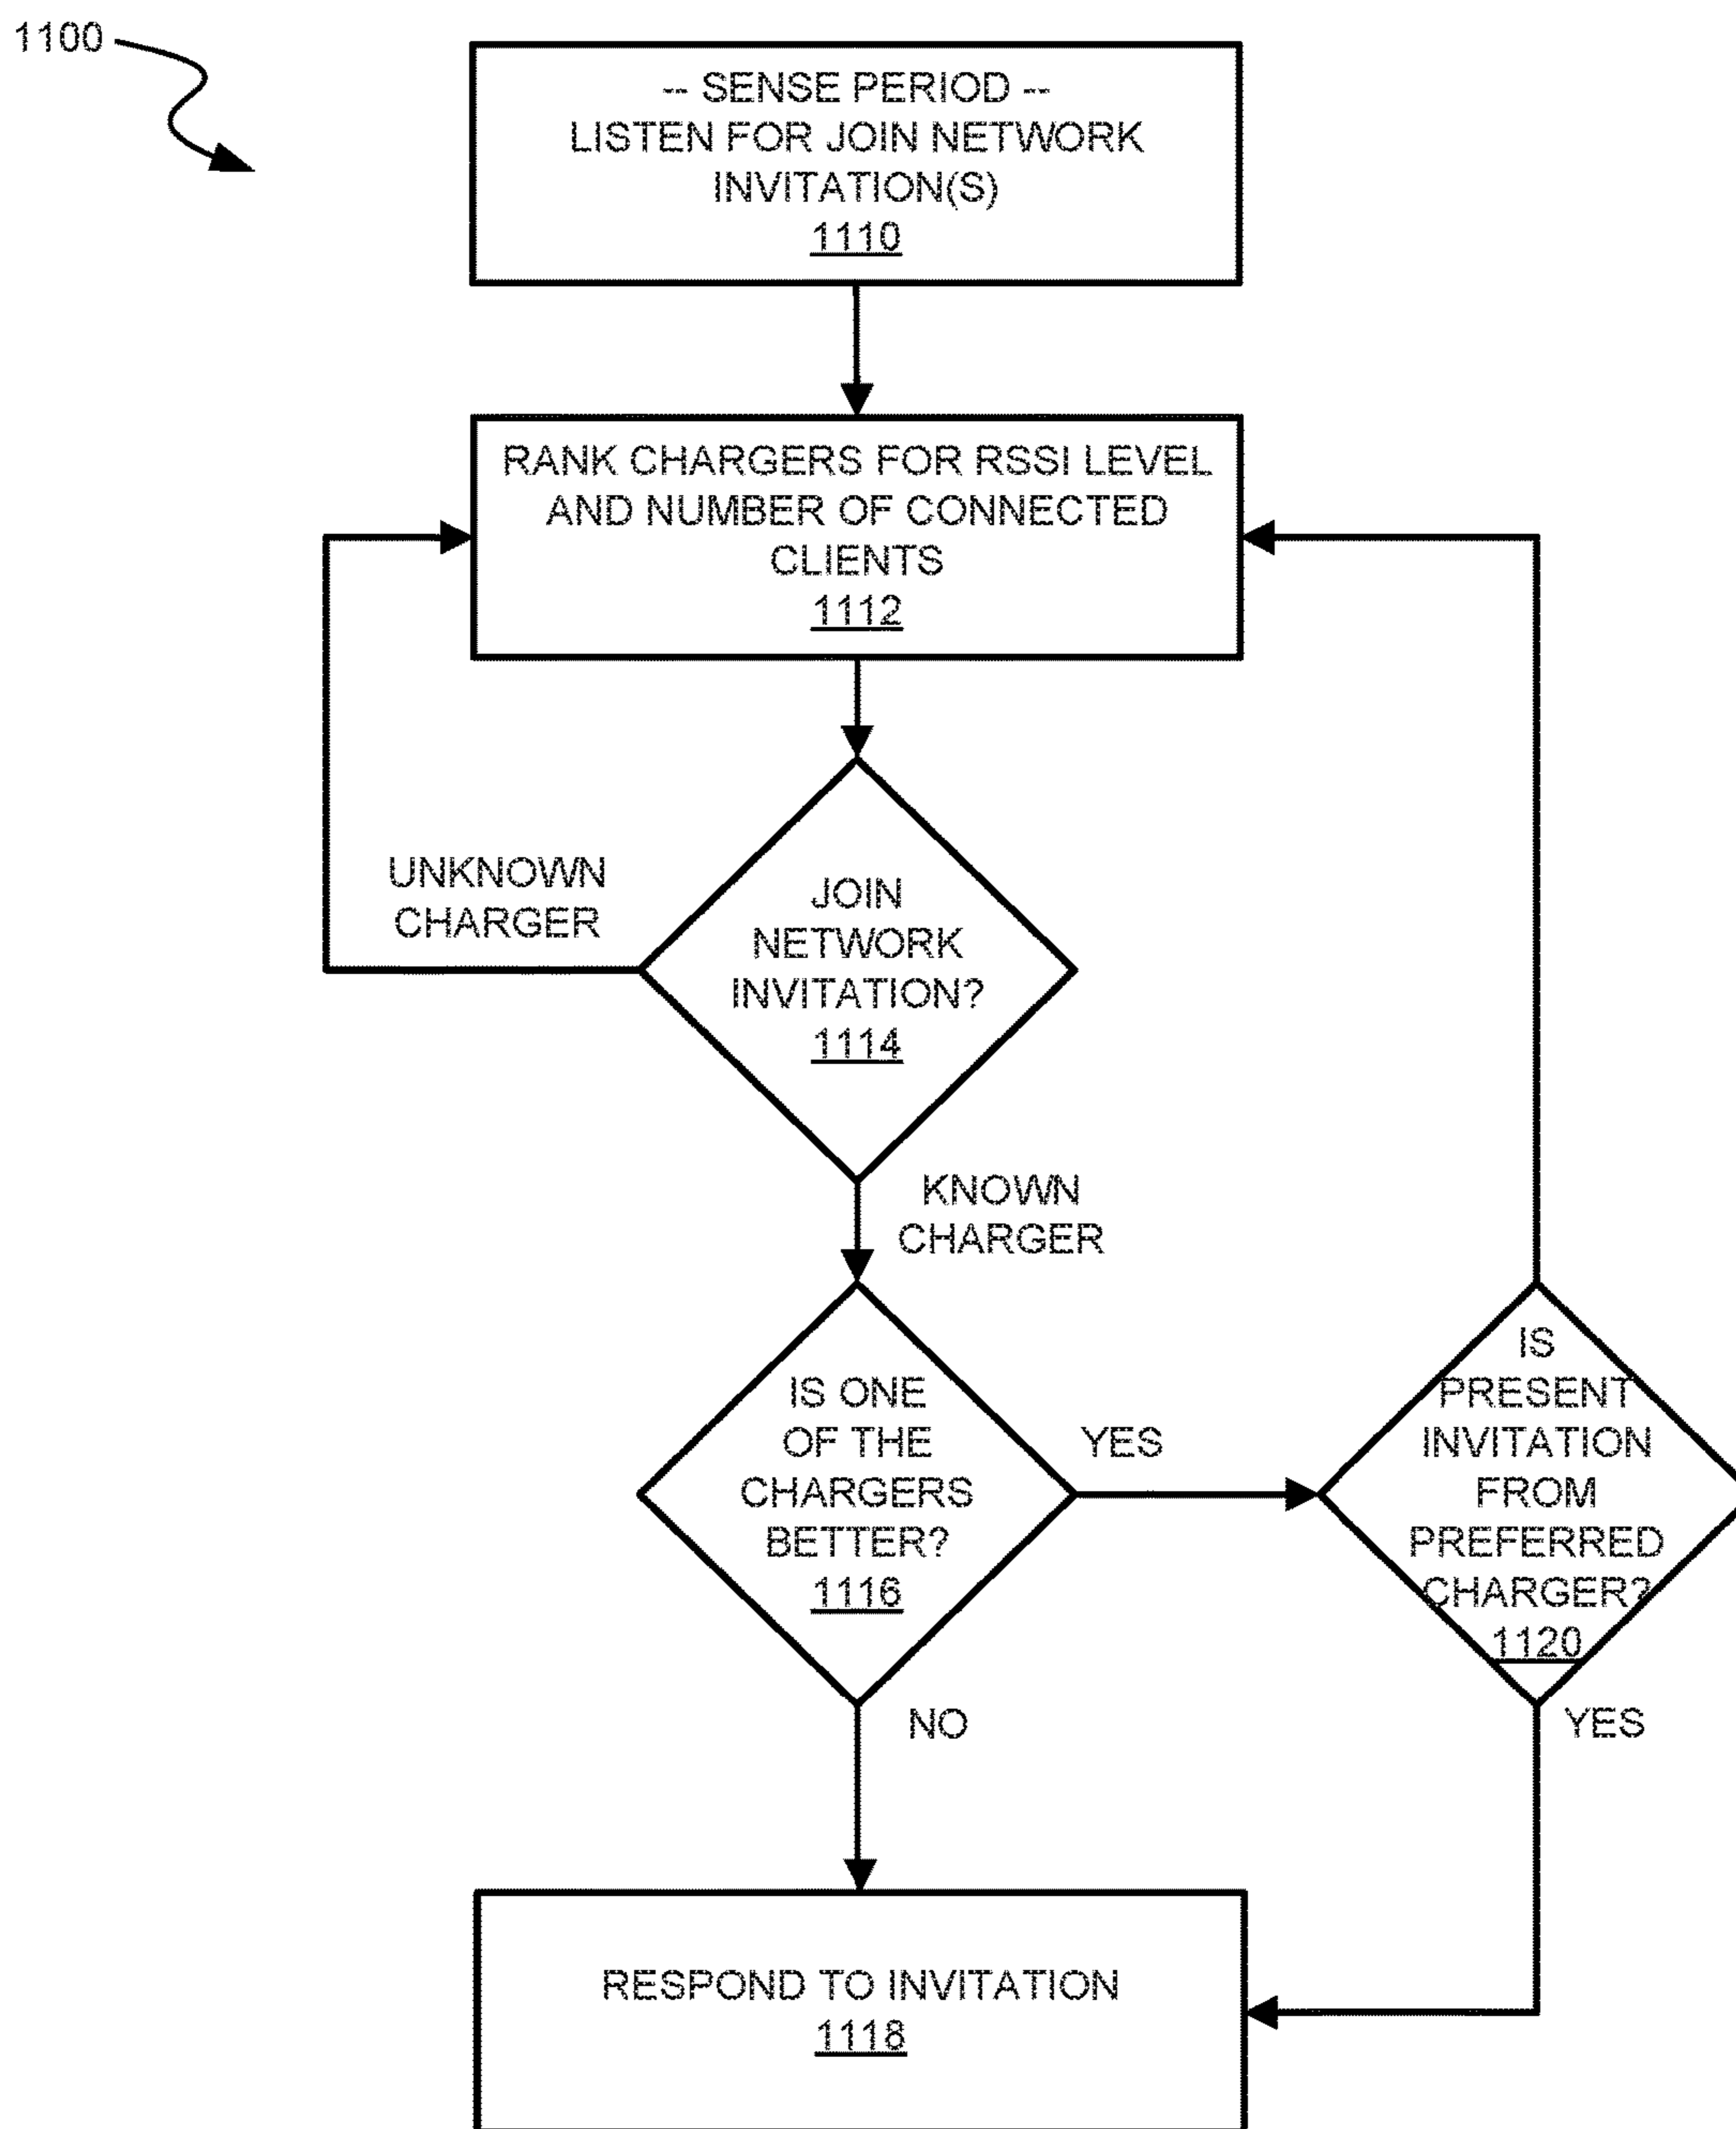 1100
-- SENSE PERIOD --
LISTEN FOR JOIN NETWORK
INVITATION(S)
1110
RANK CHARGERS FOR RSSI LEVEL
AND NUMBER OF CONNECTED
CLIENTS
1112
UNKNOWN
CHARGER
JOIN
NETWORK
INVITATION?
1114
KNOWN
CHARGER
IS ONE
OF THE
CHARGERS
BETTER?
1116
YES
IS
PRESENT
INVITATION
FROM
PREFERRED
CHARGER?
1120
NO
YES
RESPOND TO INVITATION
1118